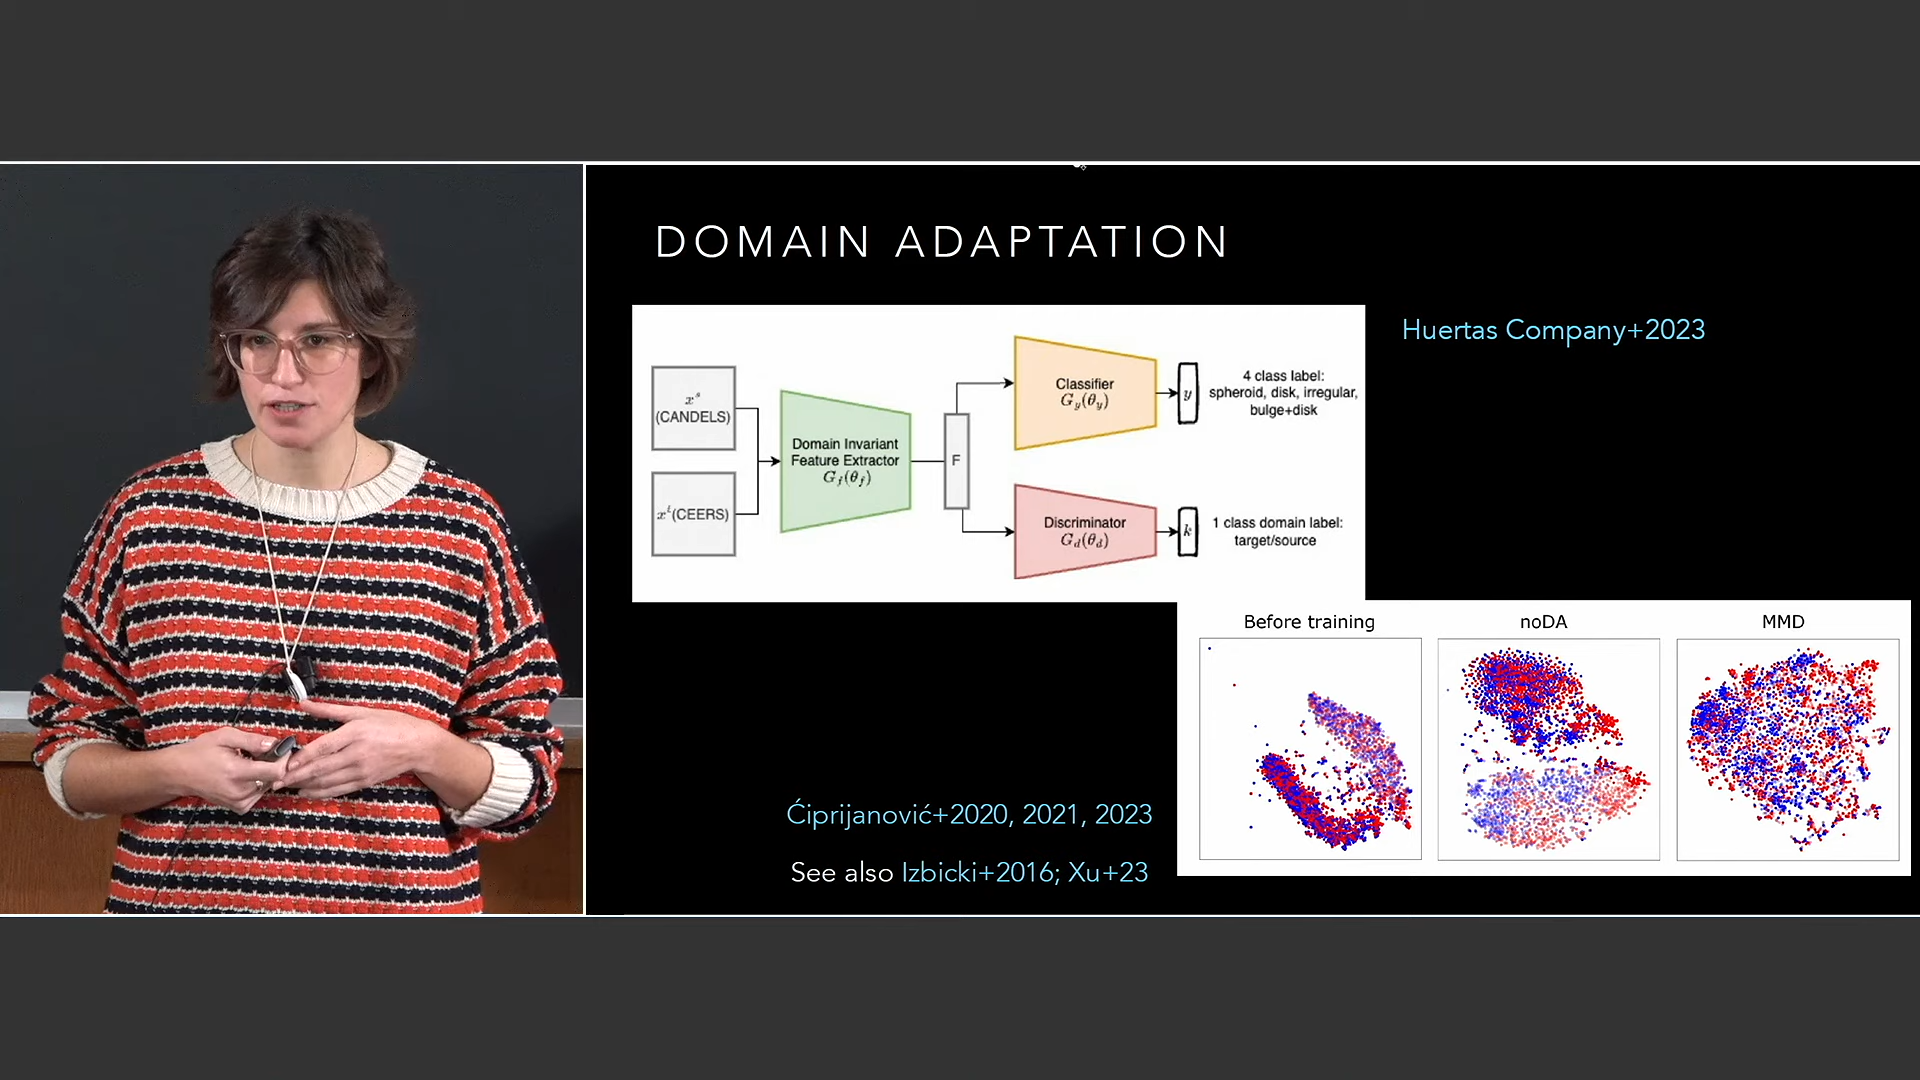 DOMAIN ADAPTATION
Huertas Company+2023
xˢ
(CANDELS)
xᵗ(CEERS)
Domain Invariant
Feature Extractor
G_f(θ_f)
F
Classifier
G_y(θ_y)
y
4 class label:
spheroid, disk, irregular,
bulge+disk
Discriminator
G_d(θ_d)
k
1 class domain label:
target/source
Before training
noDA
MMD
Ćiprijanović+2020, 2021, 2023
See also Izbicki+2016; Xu+23